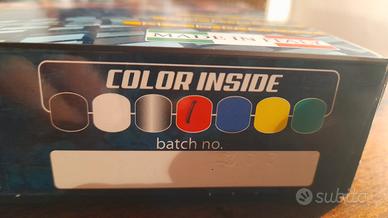 MADE IN ITALY
COLOR INSIDE
batch no.
subito